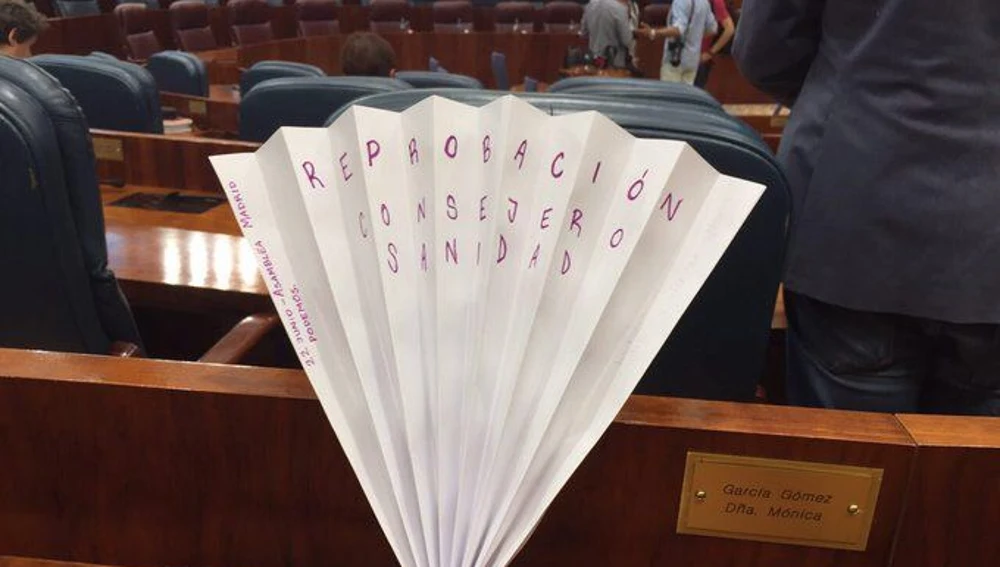 REPROBACIÓN
CONSEJERO
SANIDAD
22 JUNIO - ASAMBLEA MADRID
PODEMOS.
García Gómez
Dña. Mónica